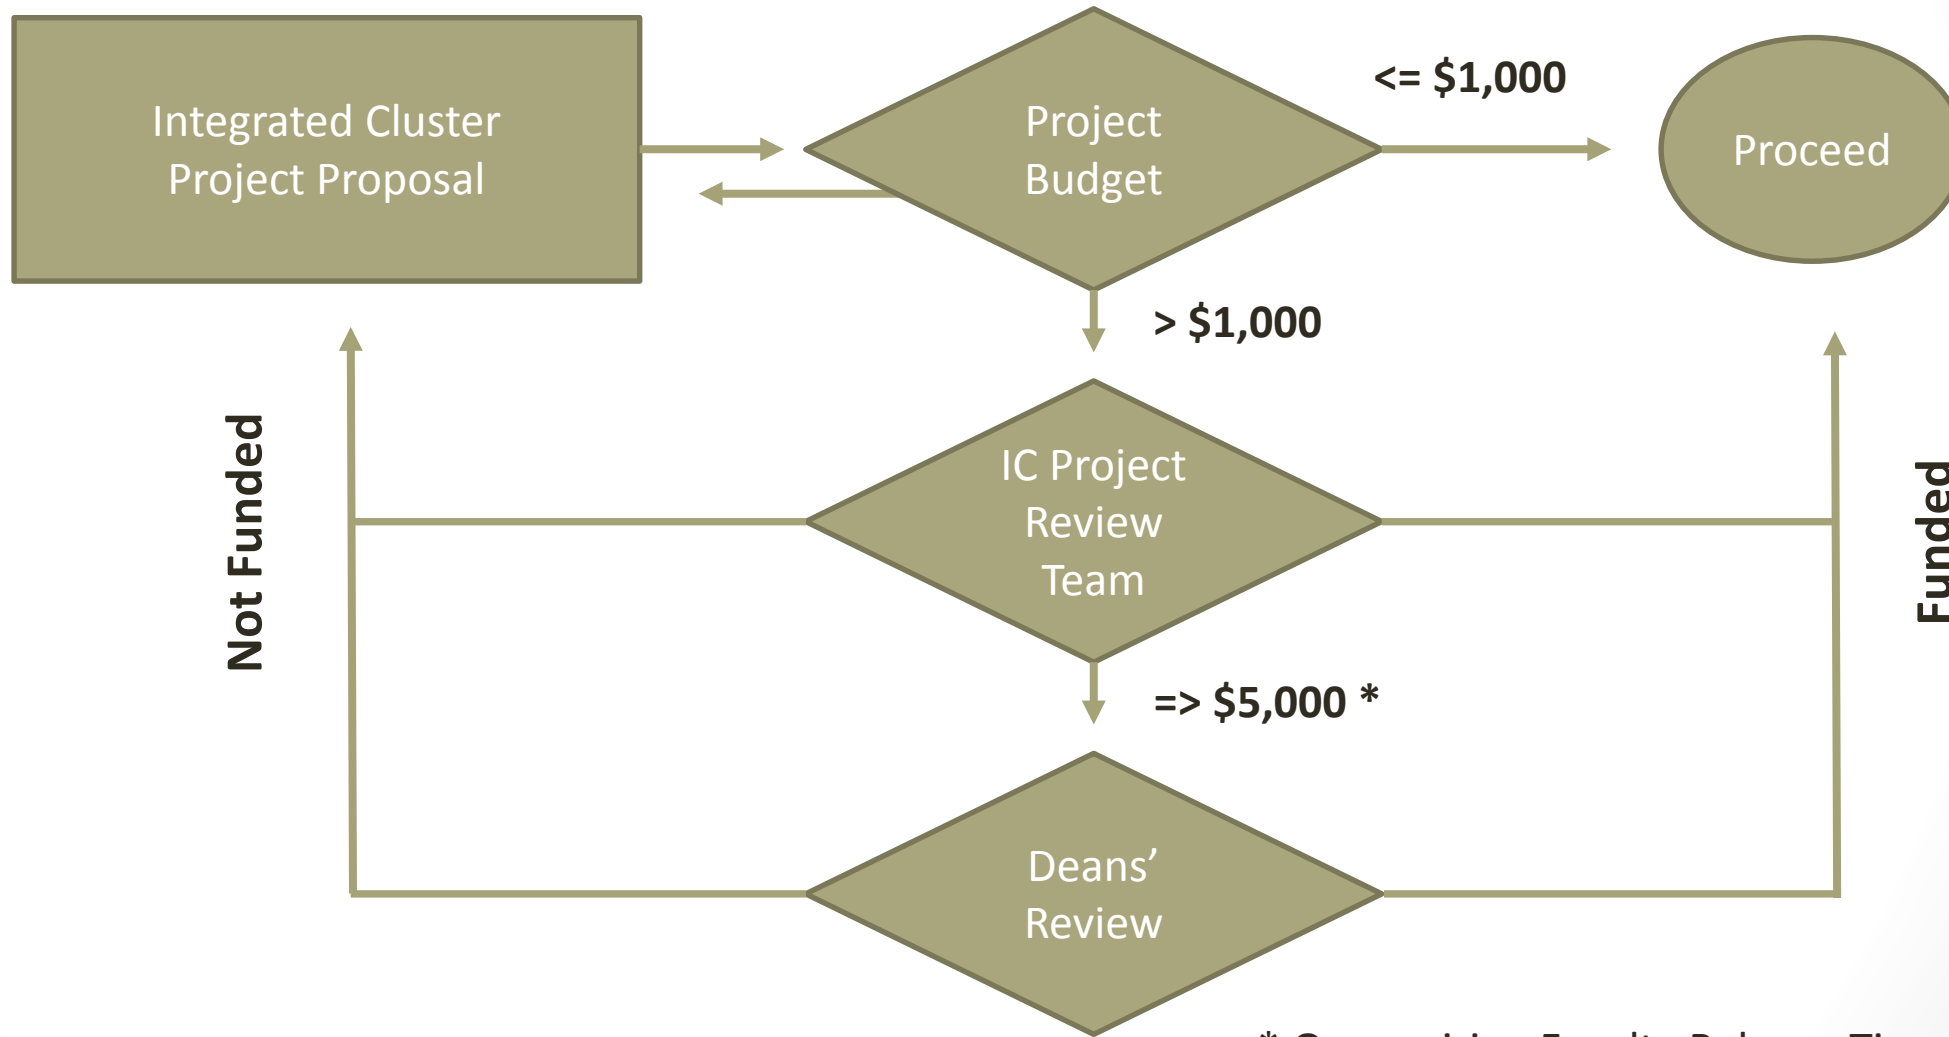 Integrated Cluster
Project Proposal
Project
Budget
<= $1,000
Proceed
> $1,000
Not Funded
IC Project
Review
Team
Funded
=> $5,000 *
Deans’
Review